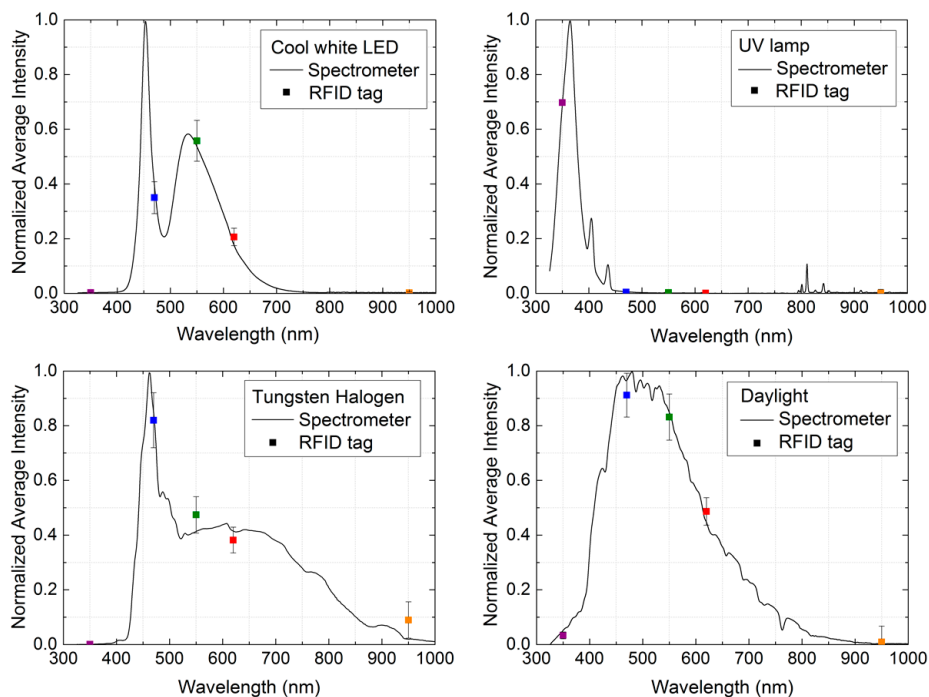 Cool white LED
Spectrometer
RFID tag
Normalized Average Intensity
1.0
0.8
0.6
0.4
0.2
0.0
300 400 500 600 700 800 900 1000
Wavelength (nm)
UV lamp
Spectrometer
RFID tag
Normalized Average Intensity
1.0
0.8
0.6
0.4
0.2
0.0
300 400 500 600 700 800 900 1000
Wavelength (nm)
Tungsten Halogen
Spectrometer
RFID tag
Normalized Average Intensity
1.0
0.8
0.6
0.4
0.2
0.0
300 400 500 600 700 800 900 1000
Wavelength (nm)
Daylight
Spectrometer
RFID tag
Normalized Average Intensity
1.0
0.8
0.6
0.4
0.2
0.0
300 400 500 600 700 800 900 1000
Wavelength (nm)